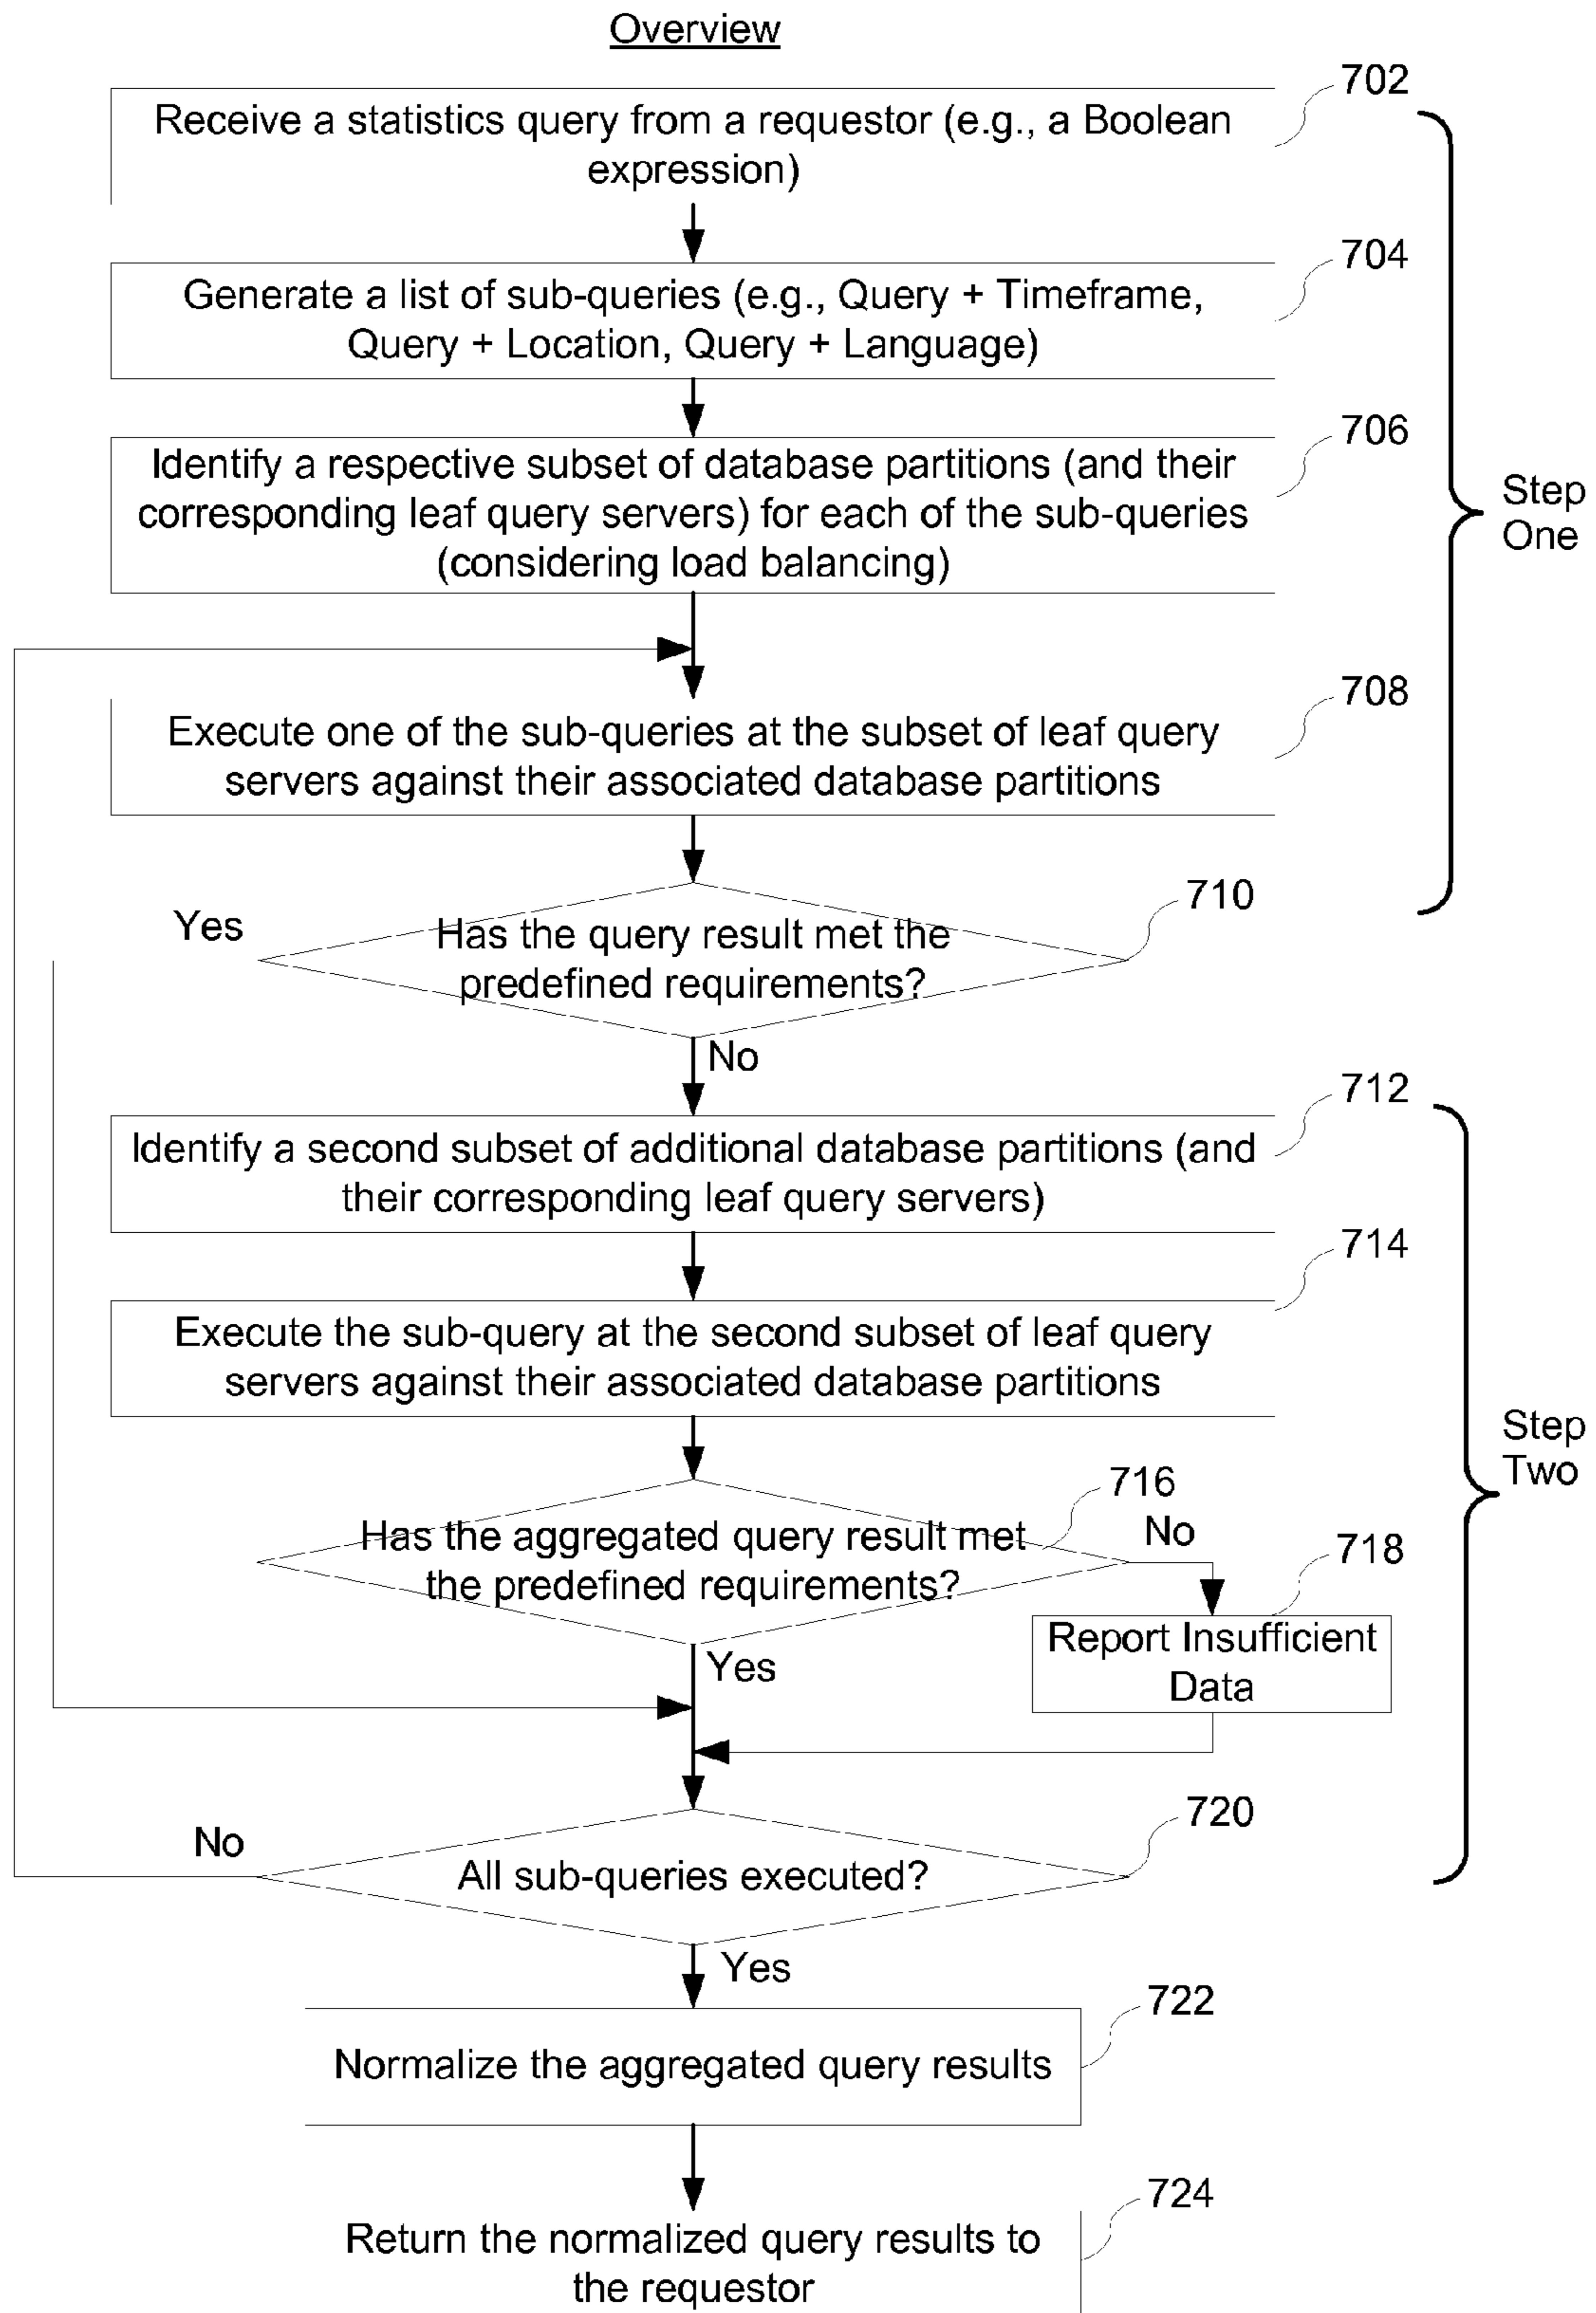 Overview
702
Receive a statistics query from a requestor (e.g., a Boolean
expression)
704
Generate a list of sub-queries (e.g., Query + Timeframe,
Query + Location, Query + Language)
706
Identify a respective subset of database partitions (and their
corresponding leaf query servers) for each of the sub-queries
(considering load balancing)
Step
One
708
Execute one of the sub-queries at the subset of leaf query
servers against their associated database partitions
710
Yes
Has the query result met the
predefined requirements?
No
712
Identify a second subset of additional database partitions (and
their corresponding leaf query servers)
714
Execute the sub-query at the second subset of leaf query
servers against their associated database partitions
Step
Two
716
Has the aggregated query result met
the predefined requirements?
No
718
Report Insufficient
Data
Yes
720
No
All sub-queries executed?
Yes
722
Normalize the aggregated query results
724
Return the normalized query results to
the requestor